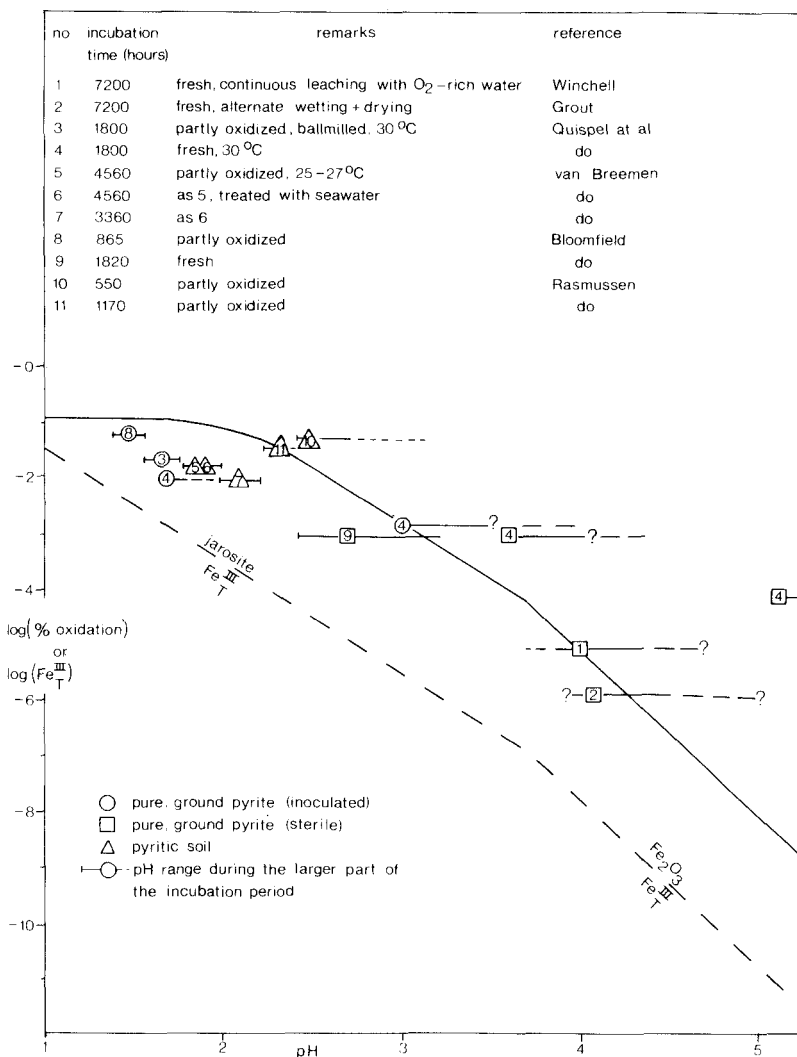 no incubation time (hours) remarks reference
1 7200 fresh, continuous leaching with O₂-rich water Winchell
2 7200 fresh, alternate wetting + drying Grout
3 1800 partly oxidized, ballmilled, 30 °C Quispel at al
4 1800 fresh, 30 °C do
5 4560 partly oxidized, 25-27°C van Breemen
6 4560 as 5, treated with seawater do
7 3360 as 6 do
8 865 partly oxidized Bloomfield
9 1820 fresh do
10 550 partly oxidized Rasmussen
11 1170 partly oxidized do
-0
-2
-4
log(% oxidation)
or
log(Fe III T)
-6
-8
-10
8
3
4
5
6
7
11
10
9
4
?
4
?
4
1
?
?
2
?
jarosite
Fe III T
Fe₂O₃
Fe III T
pure, ground pyrite (inoculated)
pure, ground pyrite (sterile)
pyritic soil
pH range during the larger part of
the incubation period
1 2 3 4 5
pH